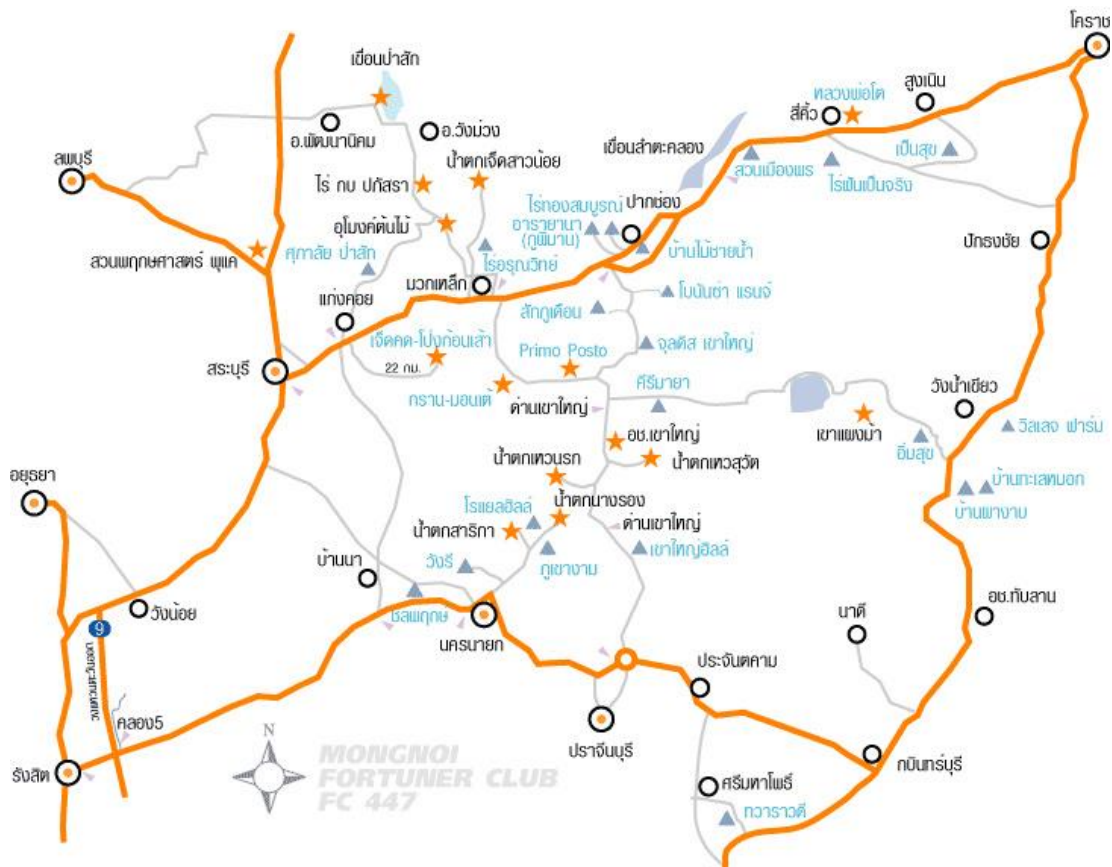 โคราช
เขื่อนป่าสัก
สูงเนิน
หลวงพ่อโต
สีคิ้ว
อ.พัฒนานิคม
อ.วังม่วง
เขื่อนลำตะคลอง
เป็นสุข
ลพบุรี
น้ำตกเจ็ดสาวน้อย
สวนเมืองพร
ไร่ฝันเป็นจริง
ไร่ กบ ปภัสรา
ไร่ทองสมบูรณ์
ปากช่อง
อุโมงค์ต้นไม้
อารายานา
(ภูพิมาน)
สวนพฤกษศาสตร์ พุแค
ศุภาลัย ป่าสัก
บ้านไม้ชายน้ำ
ปักธงชัย
ไร่อรุณวิทย์
มวกเหล็ก
โบนันซ่า แรนจ์
แก่งคอย
สักภูเดือน
เจ็ดคด-โป่งก้อนเส้า
จุลดิส เขาใหญ่
Primo Posto
22 กม.
สระบุรี
คีรีมายา
กราน-มอนเต้
ด่านเขาใหญ่
วังน้ำเขียว
อช.เขาใหญ่
เขาแผงม้า
วิลเลจ ฟาร์ม
อิ่มสุข
น้ำตกเหวนรก
น้ำตกเหวสุวัต
อยุธยา
บ้านทะเลหมอก
บ้านผางาม
โรแยลฮิลล์
น้ำตกนางรอง
น้ำตกสาริกา
ด่านเขาใหญ่
เขาใหญ่ฮิลล์
บ้านนา
วังรี
ภูเขางาม
วังน้อย
ชลพฤกษ์
นาดี
อช.ทับลาน
9
นครนายก
วงแหวนตะวันออก
ประจันตคาม
คลอง5
ปราจีนบุรี
รังสิต
N
MONGNOI
FORTUNER CLUB
FC 447
กบินทร์บุรี
ศรีมหาโพธิ์
ทวาราวดี